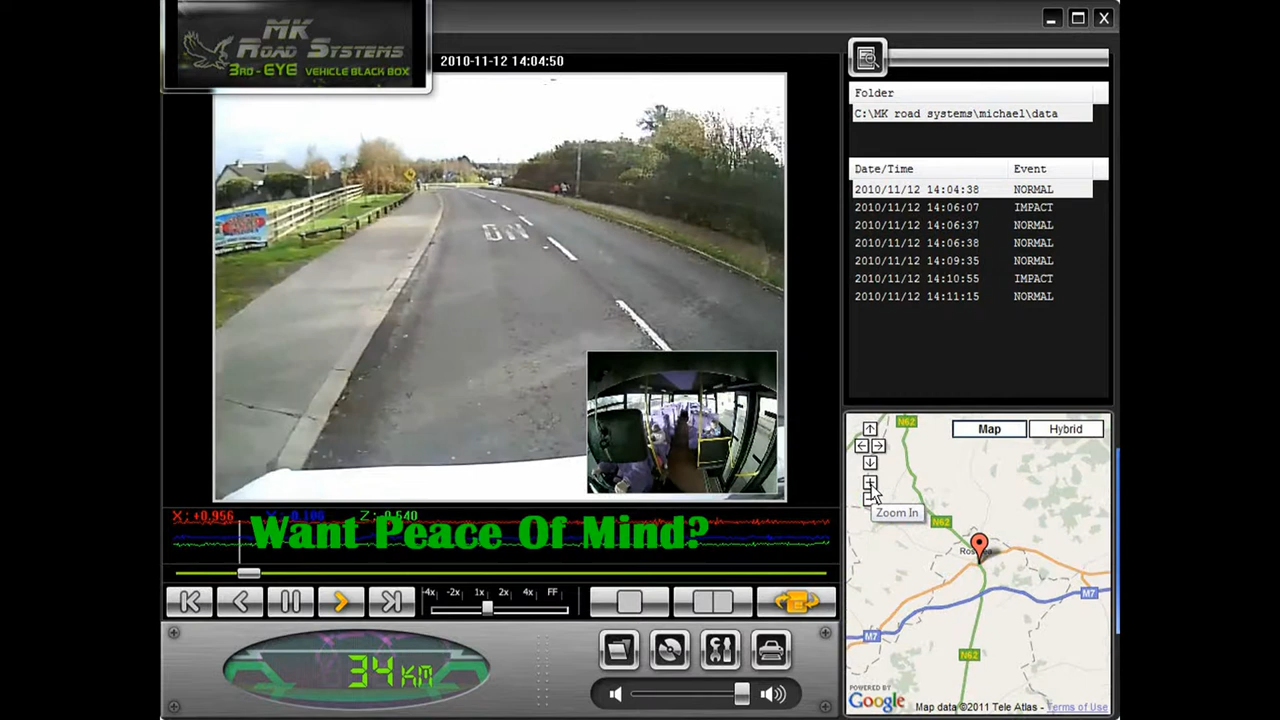 MK
ROAD SYSTEMS
3RD-EYE VEHICLE BLACK BOX
2010-11-12 14:04:50
Folder
C:\MK road systems\michael\data
Date/Time Event
2010/11/12 14:04:38 NORMAL
2010/11/12 14:06:07 IMPACT
2010/11/12 14:06:37 NORMAL
2010/11/12 14:06:38 NORMAL
2010/11/12 14:09:35 NORMAL
2010/11/12 14:10:55 IMPACT
2010/11/12 14:11:15 NORMAL
Map Hybrid
N62
Zoom In
N62
M7
M7
N62
POWERED BY
Google
Map data ©2011 Tele Atlas - Terms of Use
X: +0.956 Z: -0.540
Want Peace Of Mind?
-4x -2x 1x 2x 4x FF
34KM